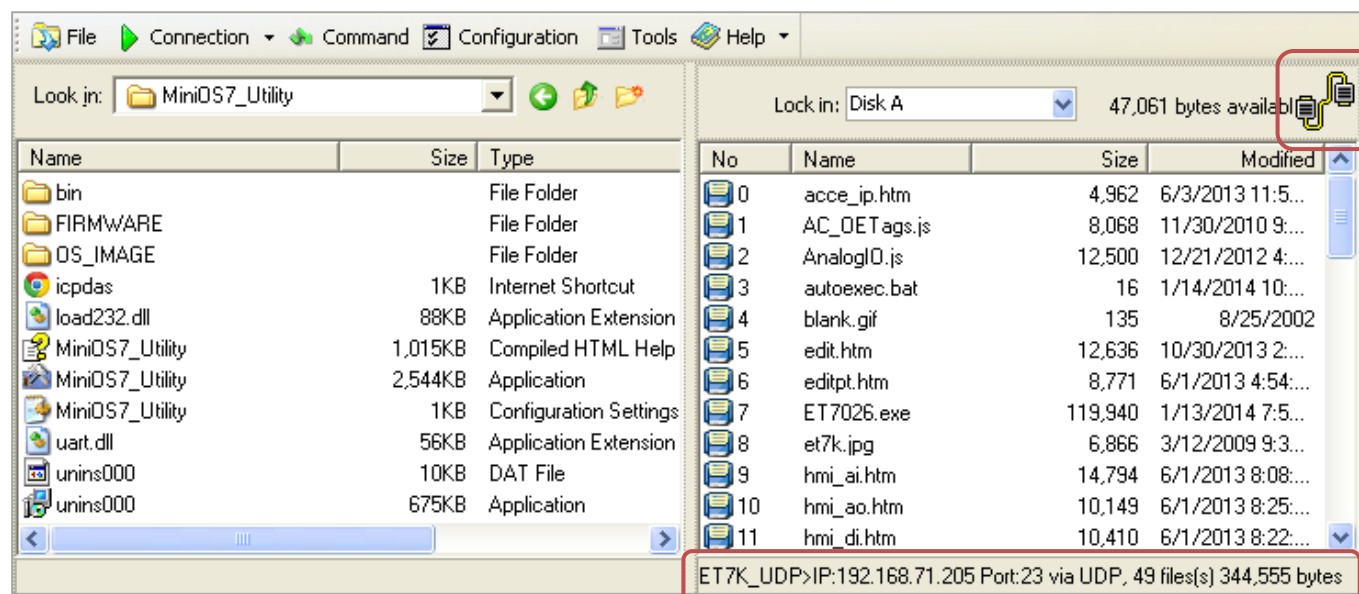 File Connection Command Configuration Tools Help
Look in: MiniOS7_Utility
Name Size Type
bin File Folder
FIRMWARE File Folder
OS_IMAGE File Folder
icpdas 1KB Internet Shortcut
load232.dll 88KB Application Extension
MiniOS7_Utility 1,015KB Compiled HTML Help
MiniOS7_Utility 2,544KB Application
MiniOS7_Utility 1KB Configuration Settings
uart.dll 56KB Application Extension
unins000 10KB DAT File
unins000 675KB Application
Lock in: Disk A 47,061 bytes availabl
No Name Size Modified
0 acce_ip.htm 4,962 6/3/2013 11:5...
1 AC_OETags.js 8,068 11/30/2010 9:...
2 AnalogIO.js 12,500 12/21/2012 4:...
3 autoexec.bat 16 1/14/2014 10:...
4 blank.gif 135 8/25/2002
5 edit.htm 12,636 10/30/2013 2:...
6 editpt.htm 8,771 6/1/2013 4:54:...
7 ET7026.exe 119,940 1/13/2014 7:5...
8 et7k.jpg 6,866 3/12/2009 9:3...
9 hmi_ai.htm 14,794 6/1/2013 8:08:...
10 hmi_ao.htm 10,149 6/1/2013 8:25:...
11 hmi_di.htm 10,410 6/1/2013 8:22:...
ET7K_UDP>IP:192.168.71.205 Port:23 via UDP, 49 files(s) 344,555 bytes